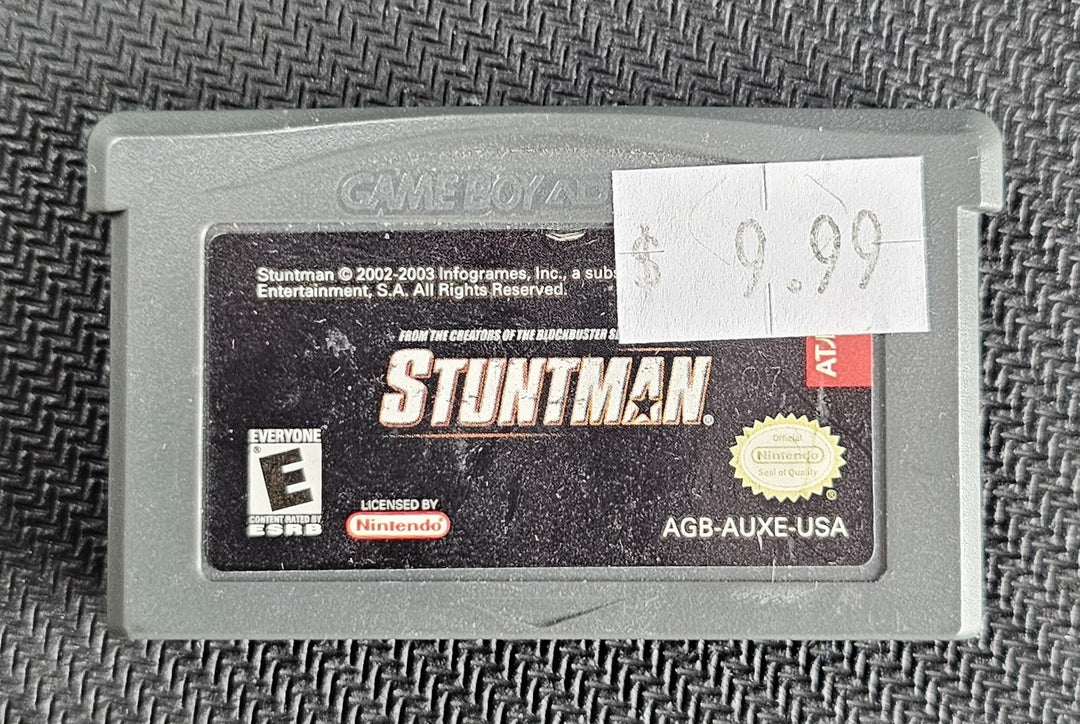 GAME BOY AD
$ 9.99
Stuntman © 2002-2003 Infogrames, Inc., a subs
Entertainment, S.A. All Rights Reserved.
FROM THE CREATORS OF THE BLOCKBUSTER
STUNTMAN®
07
ATA
EVERYONE
E
®
CONTENT RATED BY
ESRB
LICENSED BY
Nintendo®
Official
Nintendo
Seal of Quality
®
AGB-AUXE-USA